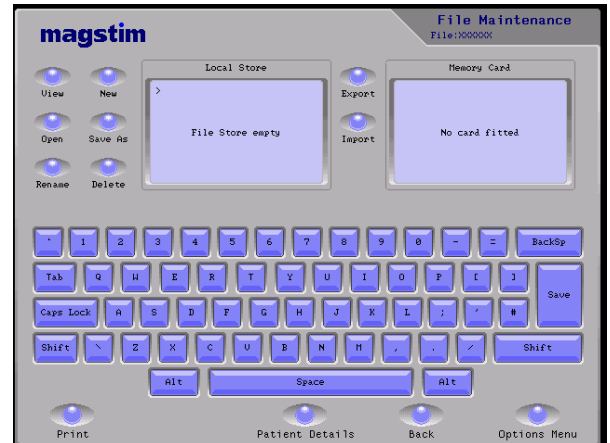 magstim
File Maintenance
File:XXXXXX
Local Store
Memory Card
View New
>
Export
File Store empty
No card fitted
Open Save As
Import
Rename Delete
` 1 2 3 4 5 6 7 8 9 0 - = BackSp
Tab Q W E R T Y U I O P [ ]
Save
Caps Lock A S D F G H J K L ; ' #
Shift \ Z X C V B N M , . / Shift
Alt Space Alt
Print Patient Details Back Options Menu